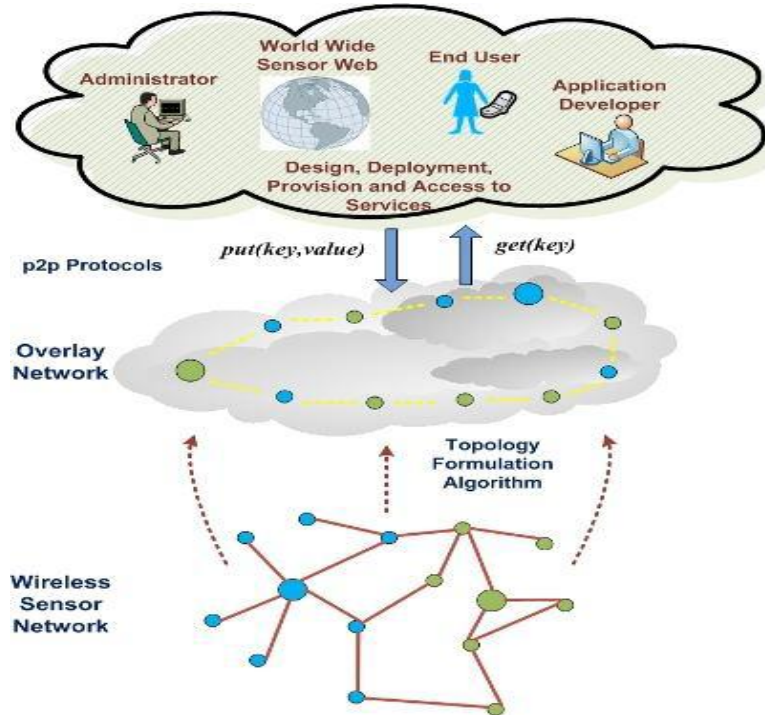 Administrator
World Wide
Sensor Web
End User
Application
Developer
Design, Deployment,
Provision and Access to
Services
p2p Protocols
put(key,value)
get(key)
Overlay
Network
Topology
Formulation
Algorithm
Wireless
Sensor
Network